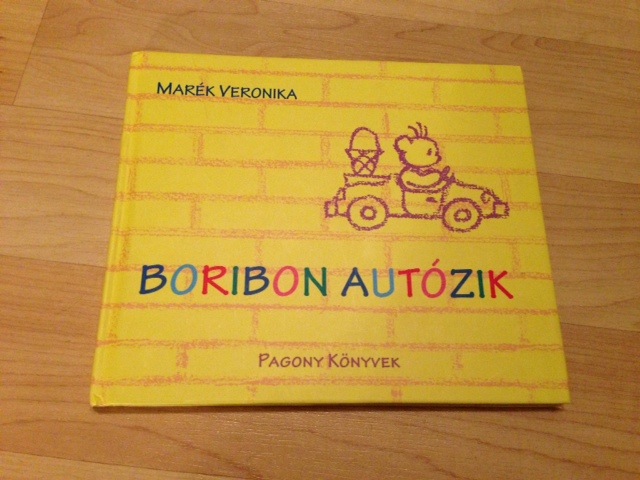 MARÉK VERONIKA
BORIBON AUTÓZIK
PAGONY KÖNYVEK